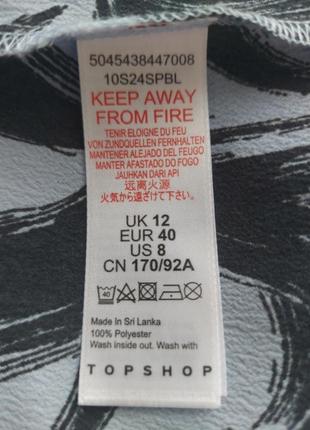 5045438447008
10S24SPBL
KEEP AWAY
FROM FIRE
TENIR ELOIGNE DU FEU
VON ZUNDQUELLEN FERNHALTEN
MANTENER ALEJADO DEL FEUGO
MANTER AFASTADO DO FOGO
JAUHKAN DARI API
远离火源
火気から遠ざけて下さい。
UK 12
EUR 40
US 8
CN 170/92A
40
Made In Sri Lanka
100% Polyester
Wash inside out. Wash with
TOPSHOP